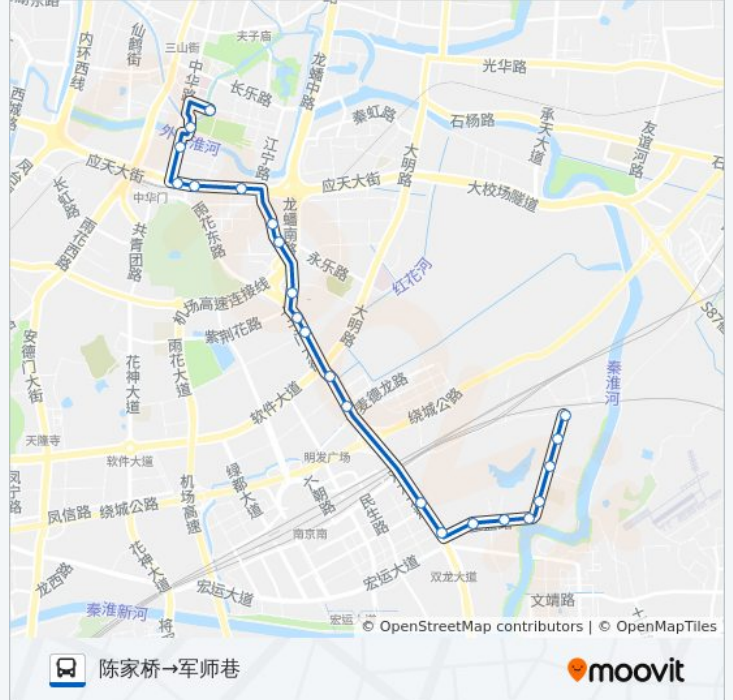 夫子庙
仙鹤街
三山街
内环西线
中华路
长乐路
龙蟠中路
光华路
秦虹路
石杨路
承天大道
友谊河路
西城路
外秦淮河
江宁路
大明路
应天大街
应天大街
大校场隧道
中华门
长虹路
雨花西路
共青团路
雨花东路
龙蟠南路
永乐路
红花河
机场高速连接线
紫荆花路
大明路
S87
安德门大街
花神大道
雨花大道
软件大道
麦德龙路
绕城公路
秦淮河
天隆寺
软件大道
明发广场
绿都大道
六朝路
民生路
机场高速
凤信路
绕城公路
南京南
花神大道
龙西路
宏运大道
宏运大道
双龙大道
文靖路
秦淮新河
宏运大道
© OpenStreetMap contributors | © OpenMapTiles
陈家桥→军师巷
moovit